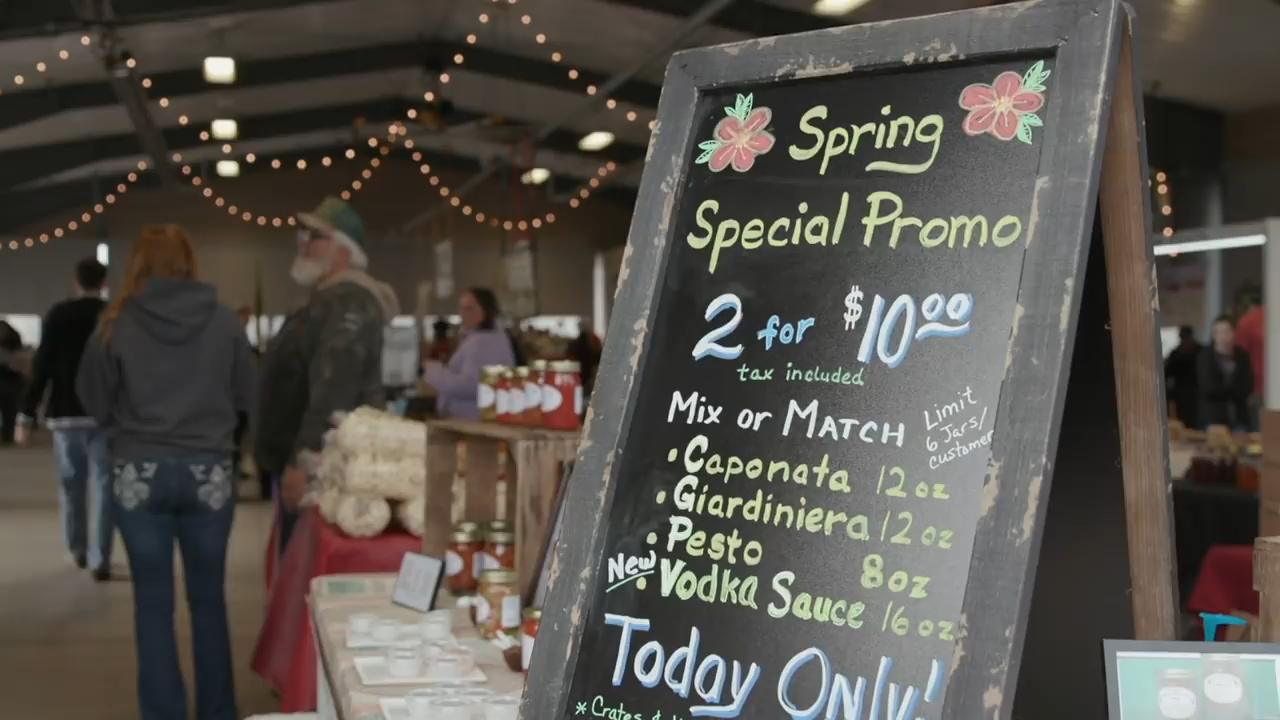 Spring
Special Promo
2 for $10.00
tax included
Mix or MATCH
Limit
6 Jars/
customer
• Caponata 12 oz
• Giardiniera 12 oz
• Pesto 8 oz
New • Vodka Sauce 16 oz
Today Only!
* Crates &